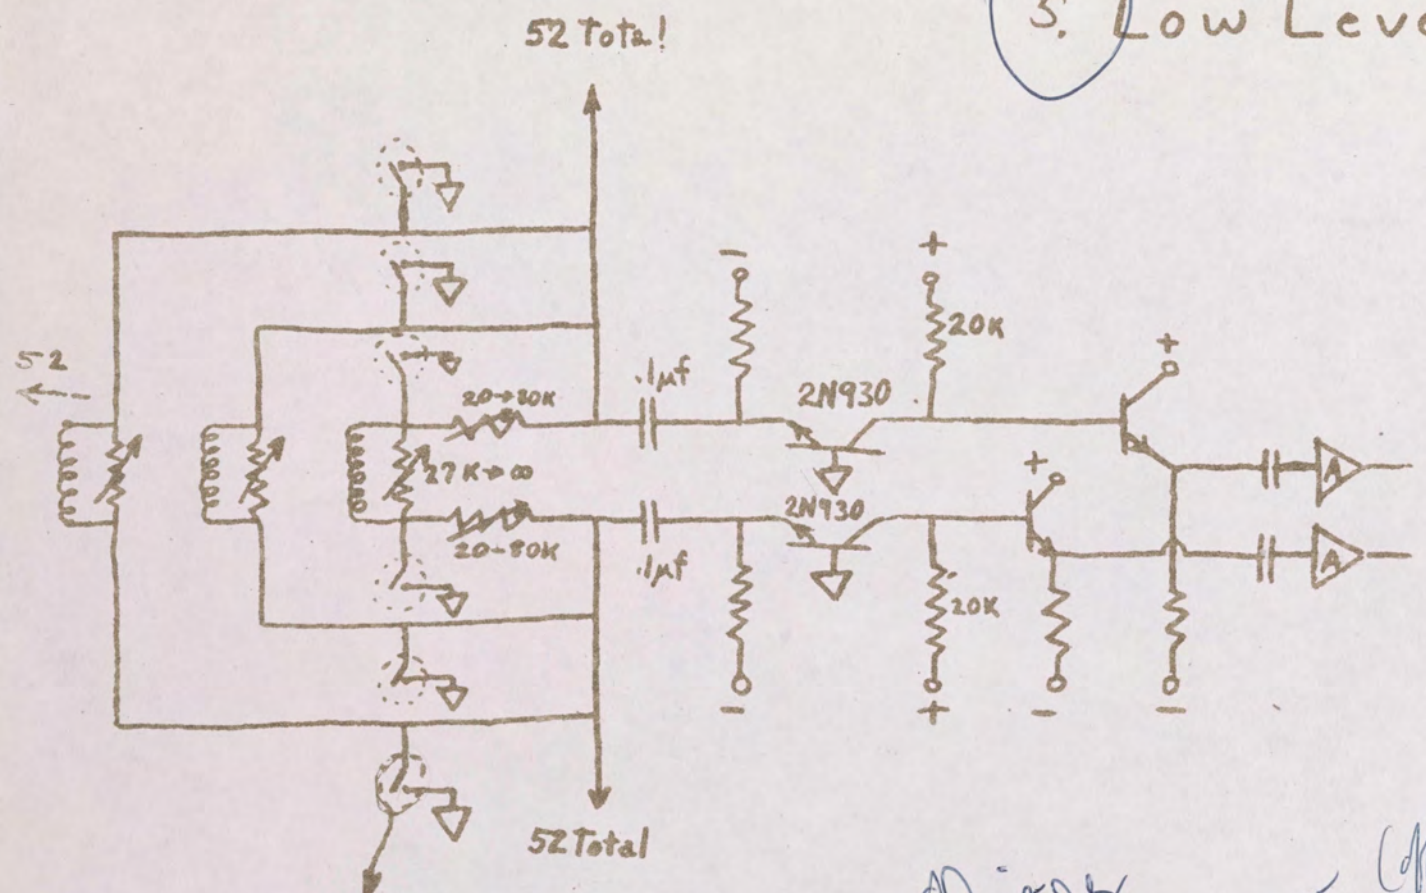 5. Low Leve
52 Total
52
-
+
20K
+
20→80K
.1µf
2N930
27K→∞
+
A
20-80K
.1µf
2N930
A
20K
-
+
-
-
52 Total